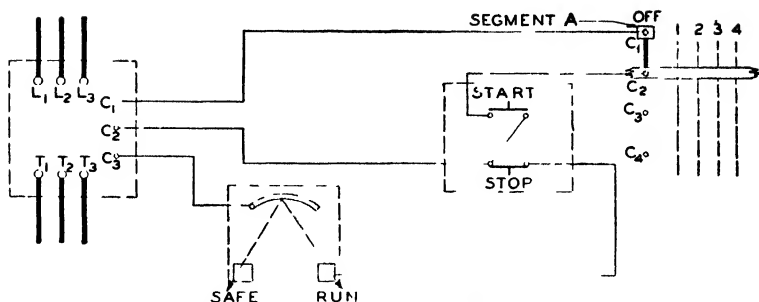 SEGMENT A OFF
C1 1 2 3 4
L1 L2 L3 C1
C2
START
C2
C3
C3
T1 T2 T3
C4
STOP
SAFE RUN